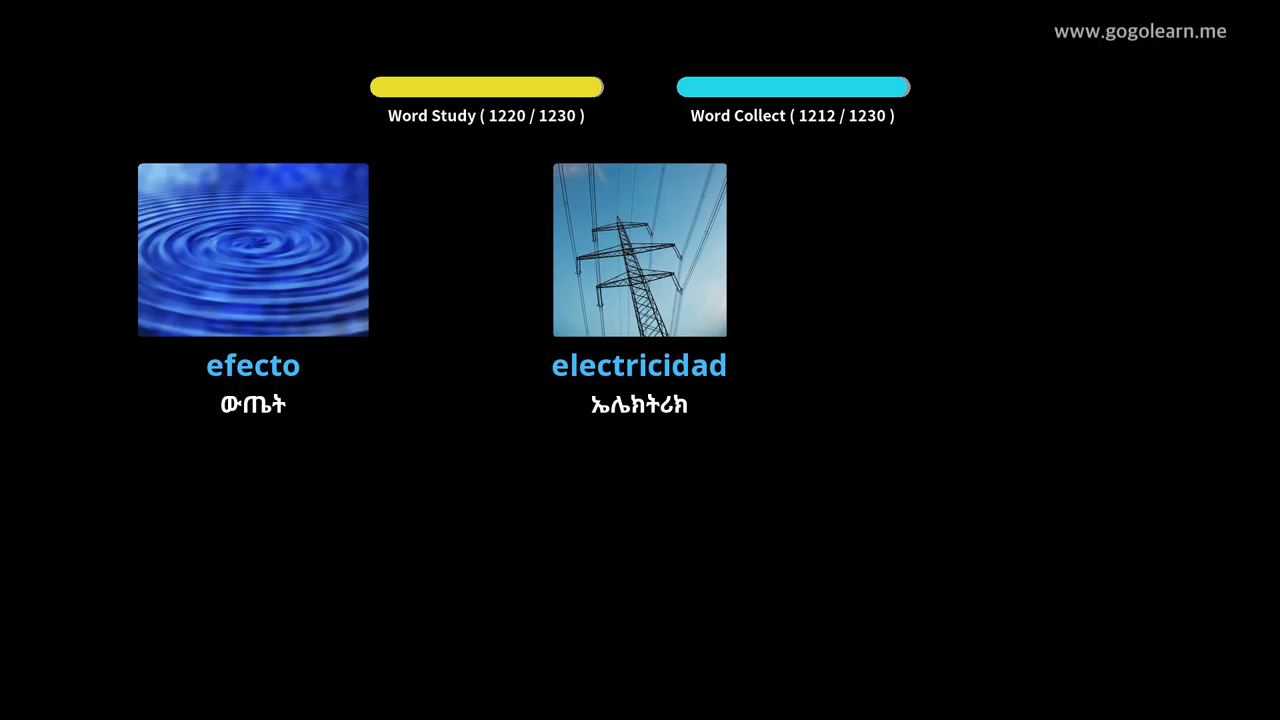 www.gogolearn.me
Word Study ( 1220 / 1230 )
Word Collect ( 1212 / 1230 )
efecto
electricidad
ውጤት
ኤሌክትሪክ